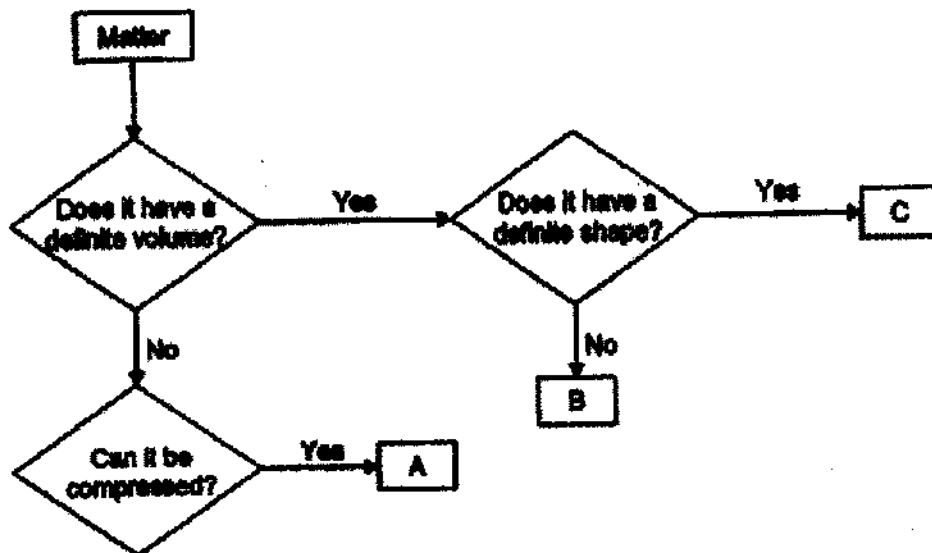 Matter
Does it have a
definite volume?
Yes
Does it have a
definite shape?
Yes
C
No
No
B
Can it be
compressed?
Yes
A